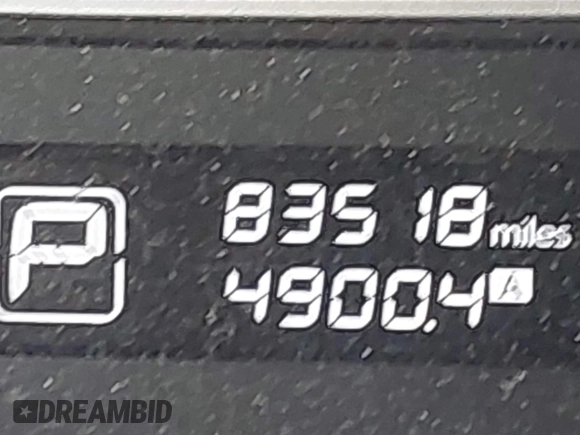 P
83518 miles
4900.4 A
DREAMBID